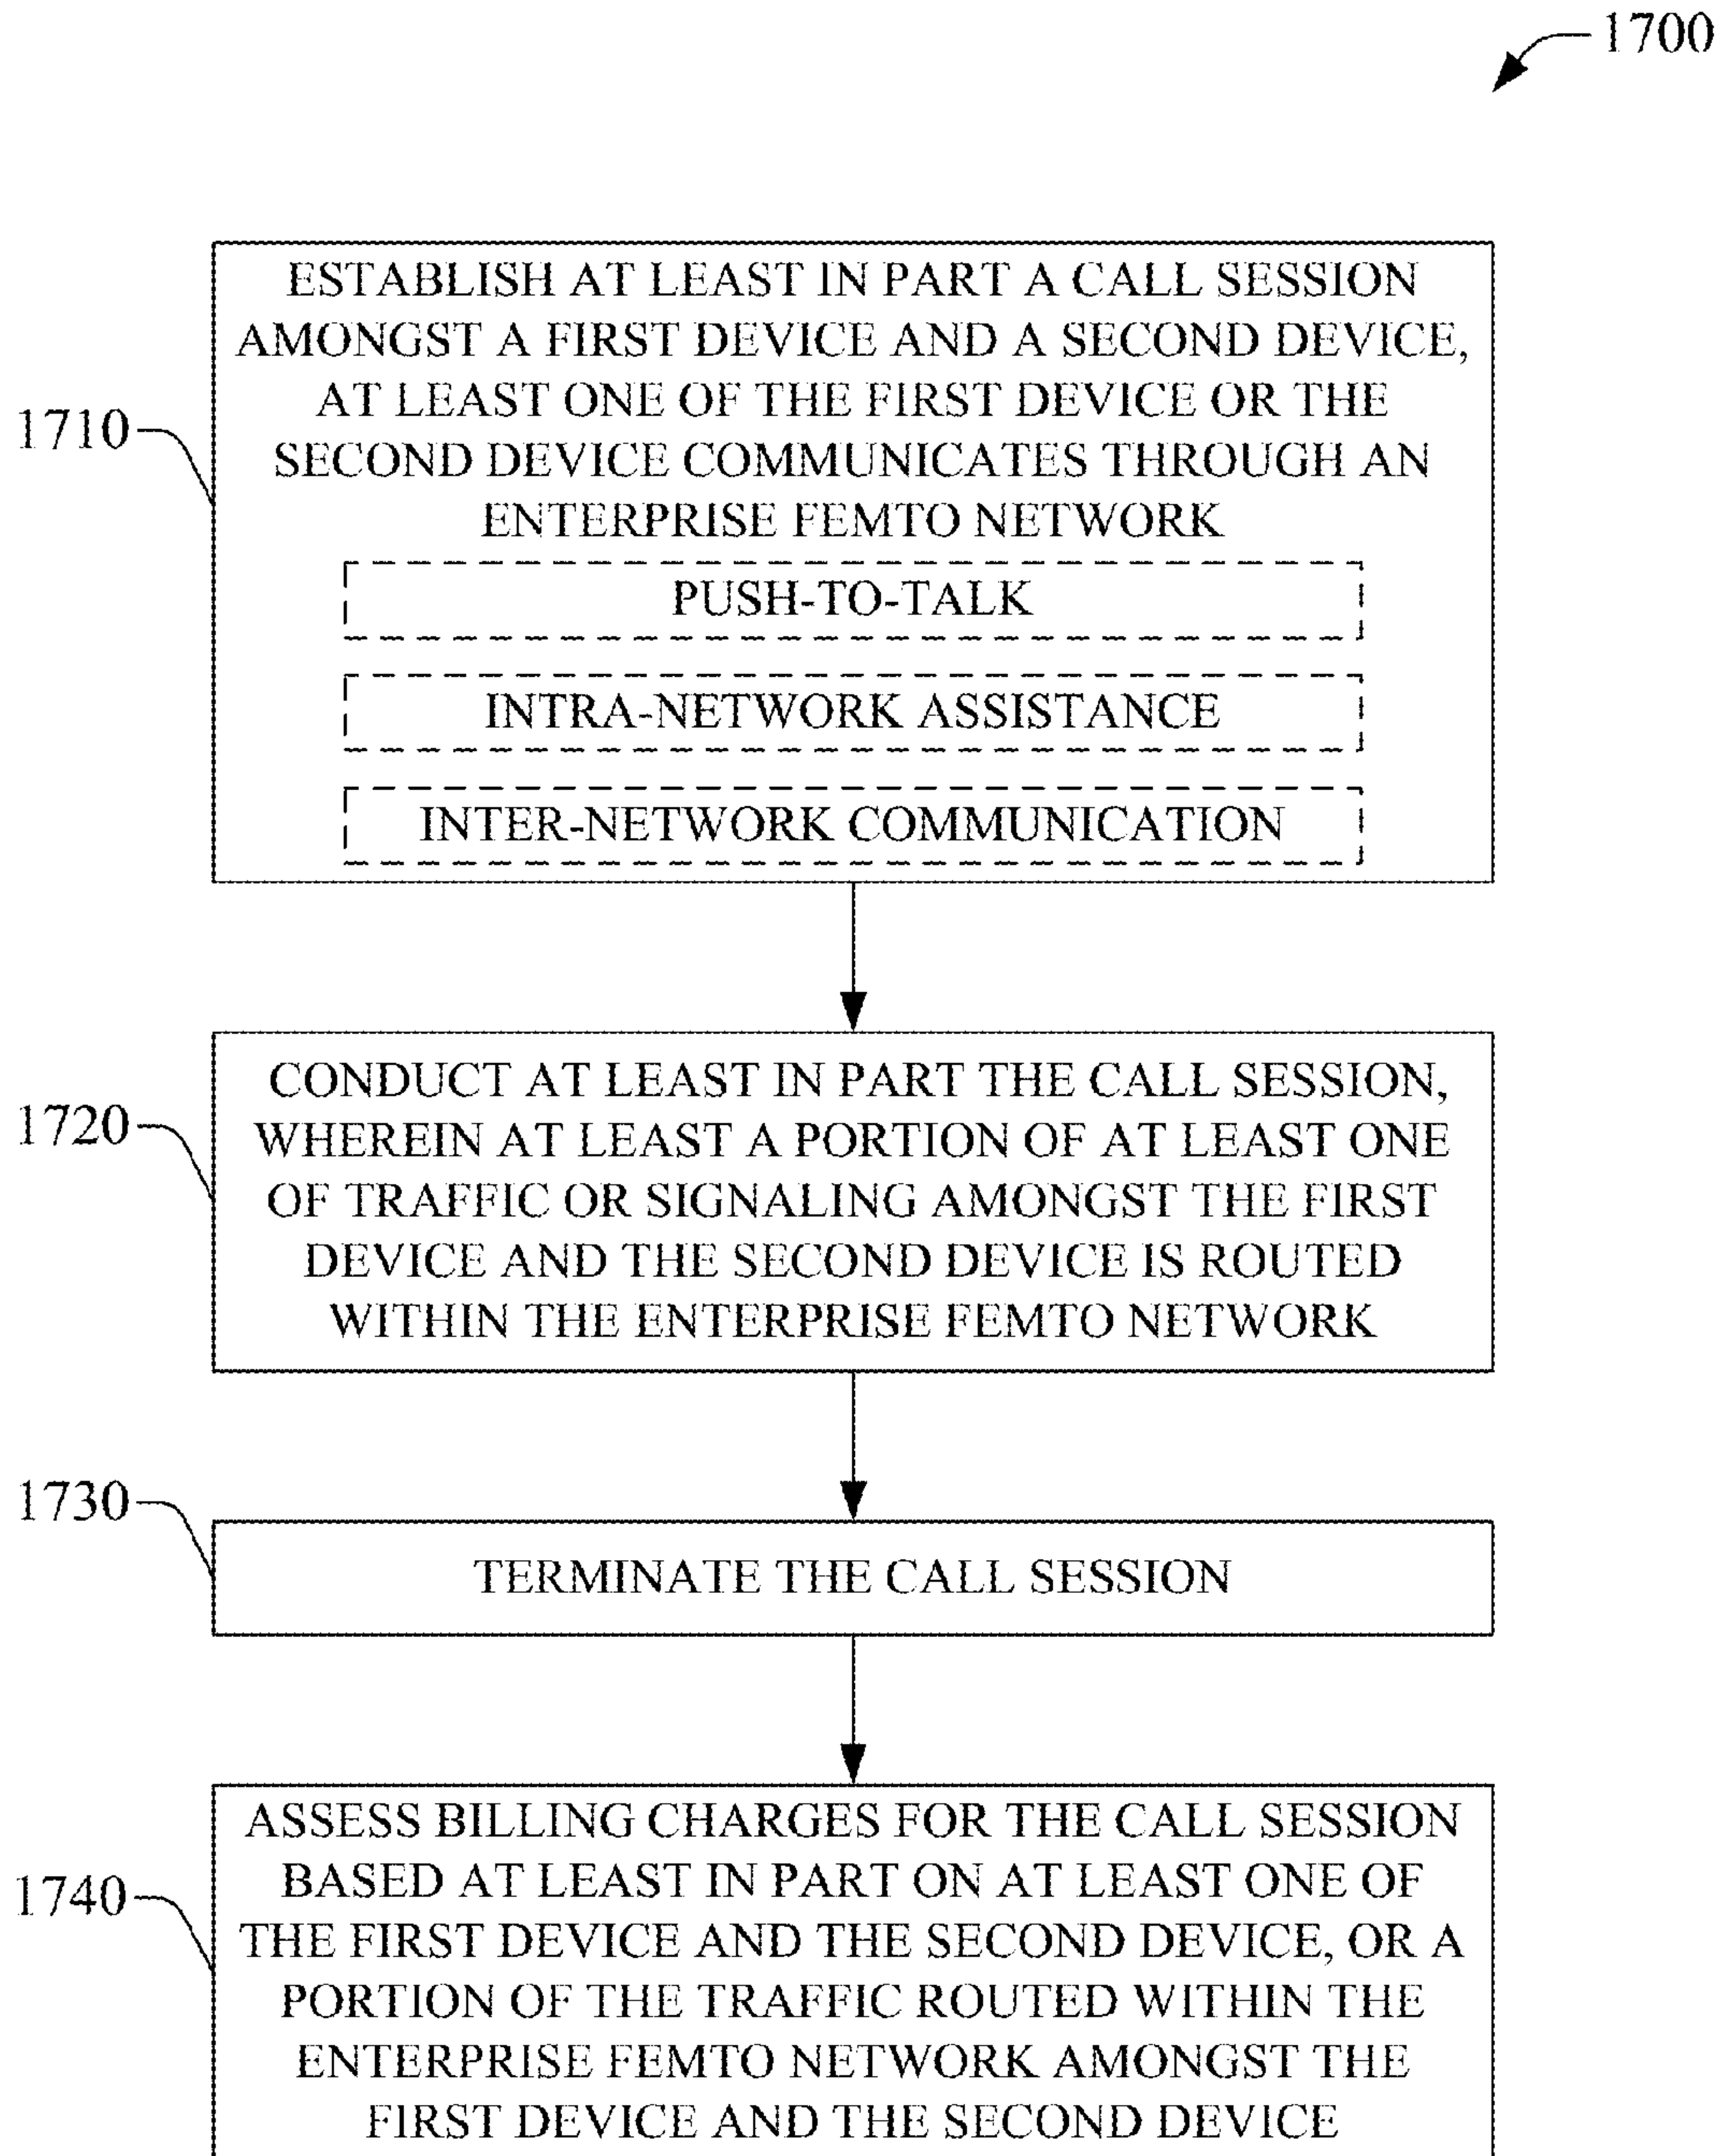 1700
1710
ESTABLISH AT LEAST IN PART A CALL SESSION
AMONGST A FIRST DEVICE AND A SECOND DEVICE,
AT LEAST ONE OF THE FIRST DEVICE OR THE
SECOND DEVICE COMMUNICATES THROUGH AN
ENTERPRISE FEMTO NETWORK
PUSH-TO-TALK
INTRA-NETWORK ASSISTANCE
INTER-NETWORK COMMUNICATION
1720
CONDUCT AT LEAST IN PART THE CALL SESSION,
WHEREIN AT LEAST A PORTION OF AT LEAST ONE
OF TRAFFIC OR SIGNALING AMONGST THE FIRST
DEVICE AND THE SECOND DEVICE IS ROUTED
WITHIN THE ENTERPRISE FEMTO NETWORK
1730
TERMINATE THE CALL SESSION
1740
ASSESS BILLING CHARGES FOR THE CALL SESSION
BASED AT LEAST IN PART ON AT LEAST ONE OF
THE FIRST DEVICE AND THE SECOND DEVICE, OR A
PORTION OF THE TRAFFIC ROUTED WITHIN THE
ENTERPRISE FEMTO NETWORK AMONGST THE
FIRST DEVICE AND THE SECOND DEVICE